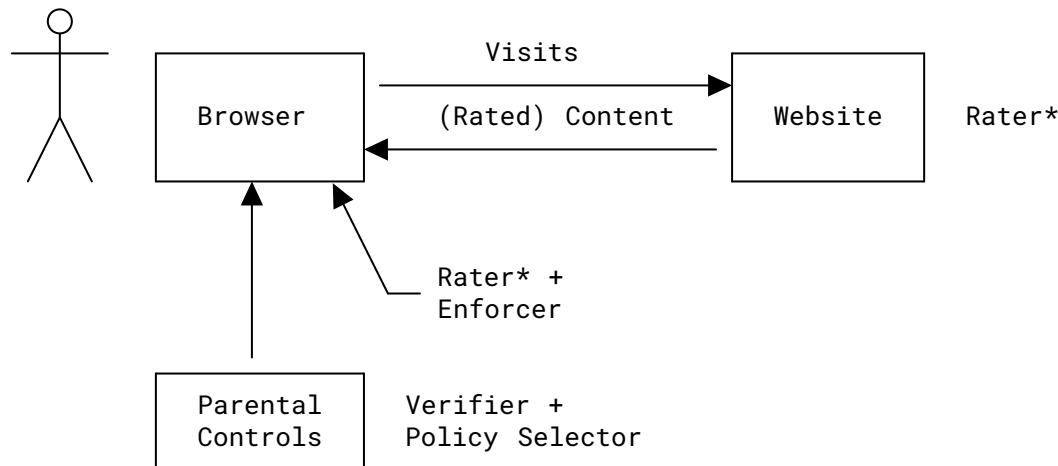 Visits
Browser
(Rated) Content
Website
Rater*
Rater* +
Enforcer
Parental
Controls
Verifier +
Policy Selector